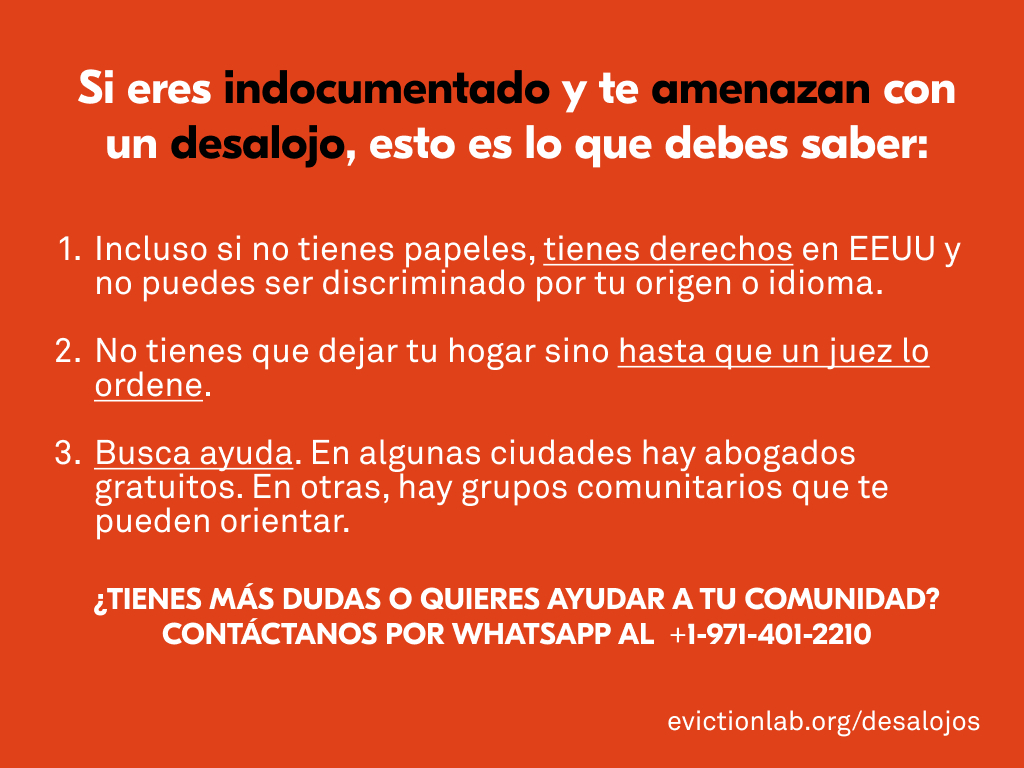 Si eres indocumentado y te amenazan con
un desalojo, esto es lo que debes saber:
1. Incluso si no tienes papeles, tienes derechos en EEUU y
no puedes ser discriminado por tu origen o idioma.
2. No tienes que dejar tu hogar sino hasta que un juez lo
ordene.
3. Busca ayuda. En algunas ciudades hay abogados
gratuitos. En otras, hay grupos comunitarios que te
pueden orientar.
¿TIENES MÁS DUDAS O QUIERES AYUDAR A TU COMUNIDAD?
CONTÁCTANOS POR WHATSAPP AL +1-971-401-2210
evictionlab.org/desalojos